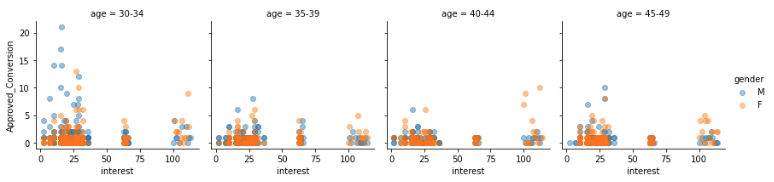 age = 30-34
age = 35-39
age = 40-44
age = 45-49
Approved_Conversion
20
15
10
5
0
0 25 50 75 100
interest
0 25 50 75 100
interest
0 25 50 75 100
interest
0 25 50 75 100
interest
gender
M
F